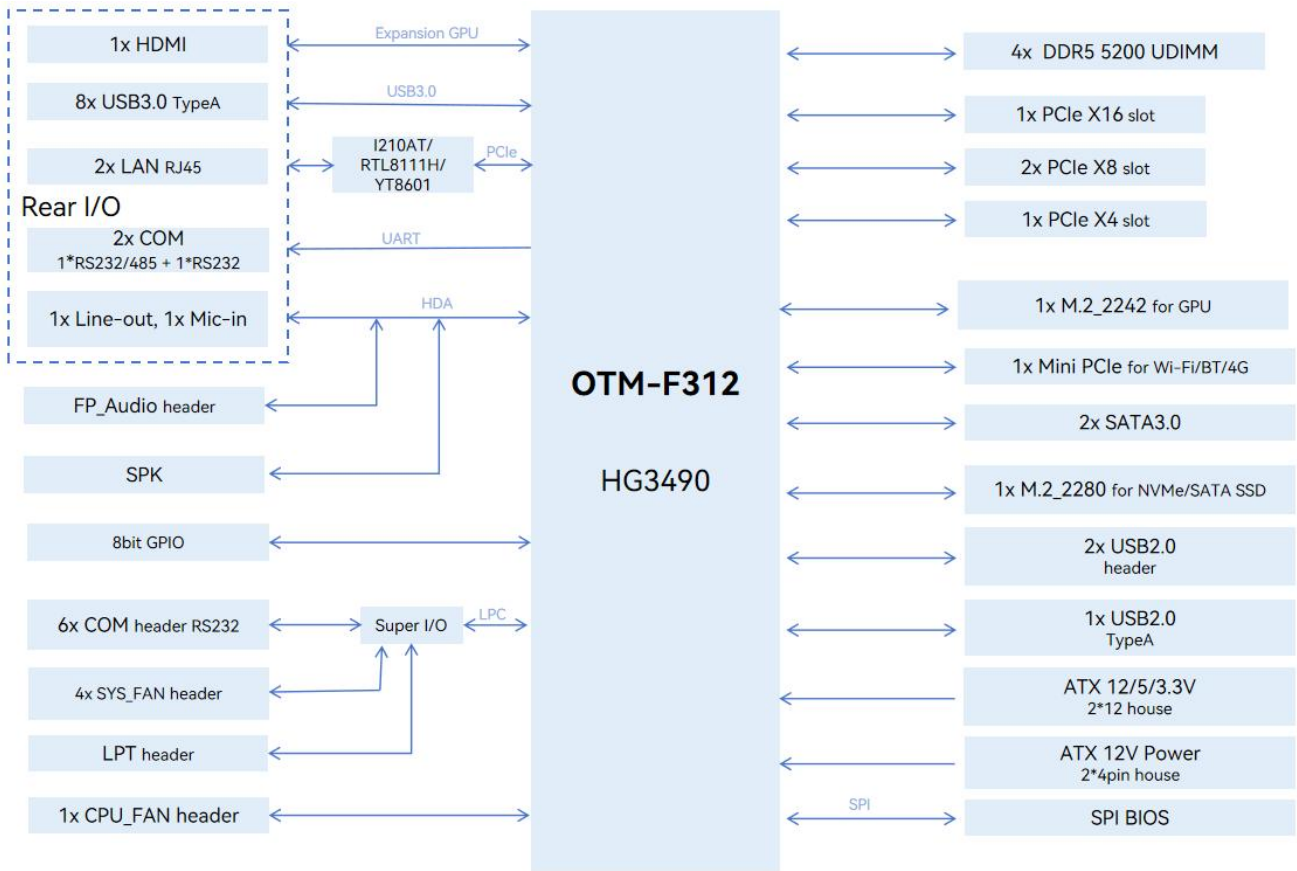 1x HDMI
Expansion GPU
8x USB3.0 TypeA
USB3.0
2x LAN RJ45
I210AT/
RTL8111H/
YT8601
PCIe
Rear I/O
2x COM
1*RS232/485 + 1*RS232
UART
1x Line-out, 1x Mic-in
HDA
FP_Audio header
SPK
8bit GPIO
6x COM header RS232
Super I/O
LPC
4x SYS_FAN header
LPT header
1x CPU_FAN header
OTM-F312
HG3490
4x DDR5 5200 UDIMM
1x PCIe X16 slot
2x PCIe X8 slot
1x PCIe X4 slot
1x M.2_2242 for GPU
1x Mini PCIe for Wi-Fi/BT/4G
2x SATA3.0
1x M.2_2280 for NVMe/SATA SSD
2x USB2.0
header
1x USB2.0
TypeA
ATX 12/5/3.3V
2*12 house
ATX 12V Power
2*4pin house
SPI
SPI BIOS